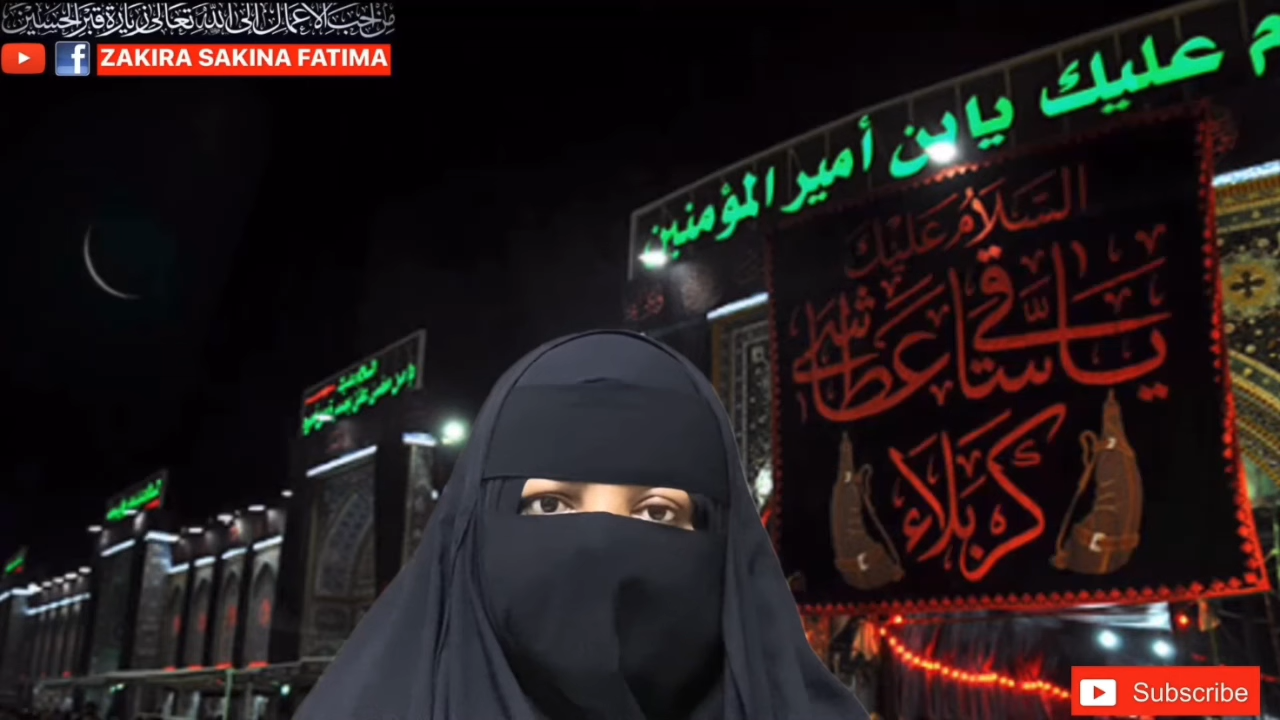 من احب الاعمال الى الله تعالى زيارة قبر الحسين
ZAKIRA SAKINA FATIMA
م عليك يابن أمير المؤمنين
السلام عليك
يا ساقي عطاشى
كربلاء
Subscribe